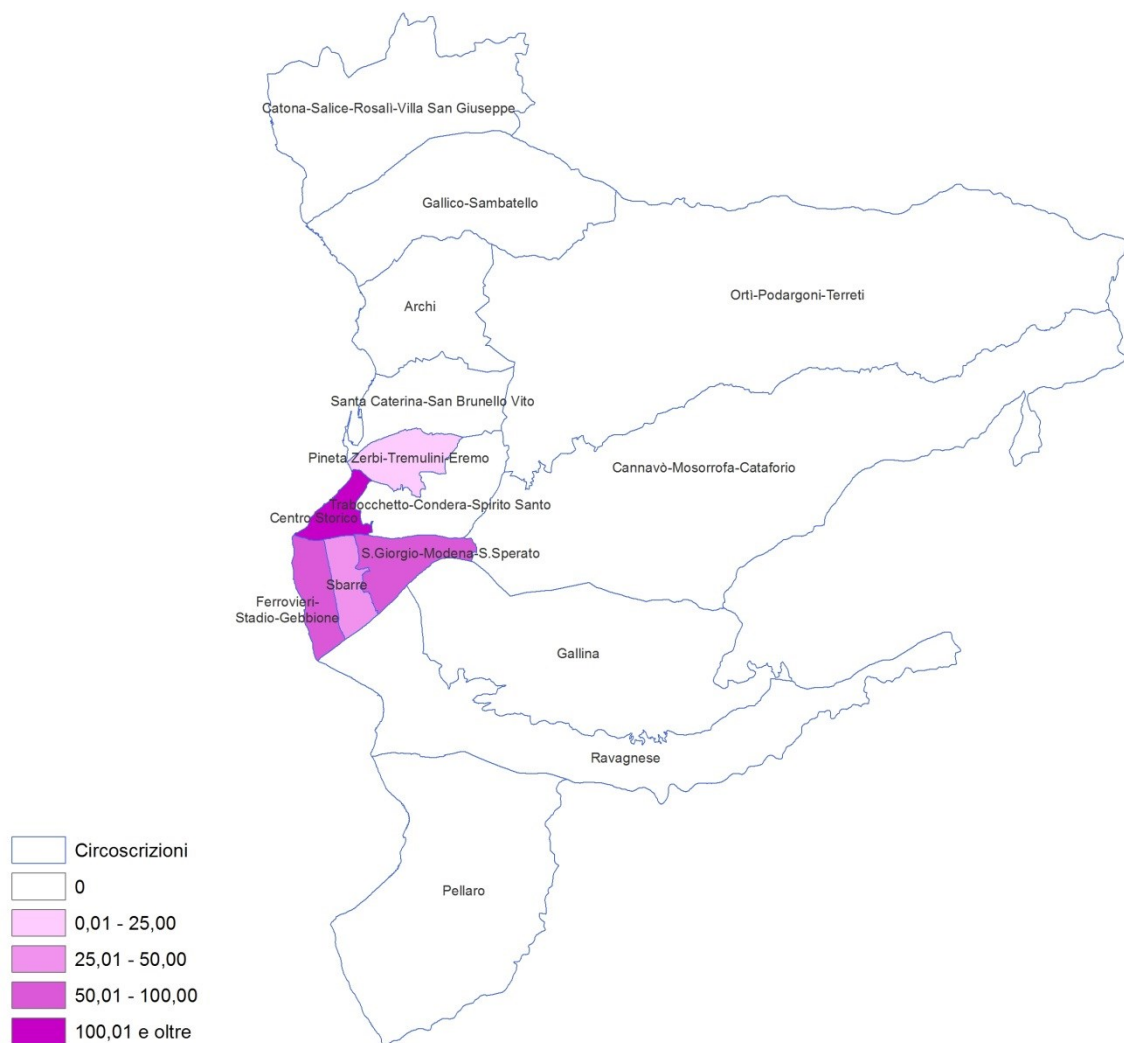 Catona-Salice-Rosalì-Villa San Giuseppe
Gallico-Sambatello
Ortì-Podargoni-Terreti
Archi
Santa Caterina-San Brunello Vito
Pineta Zerbi-Tremulini-Eremo
Cannavò-Mosorrofa-Cataforio
Trabocchetto-Condera-Spirito Santo
Centro Storico
S.Giorgio-Modena-S.Sperato
Sbarre
Ferrovieri-
Stadio-Gebbione
Gallina
Ravagnese
Pellaro
Circoscrizioni
0
0,01 - 25,00
25,01 - 50,00
50,01 - 100,00
100,01 e oltre